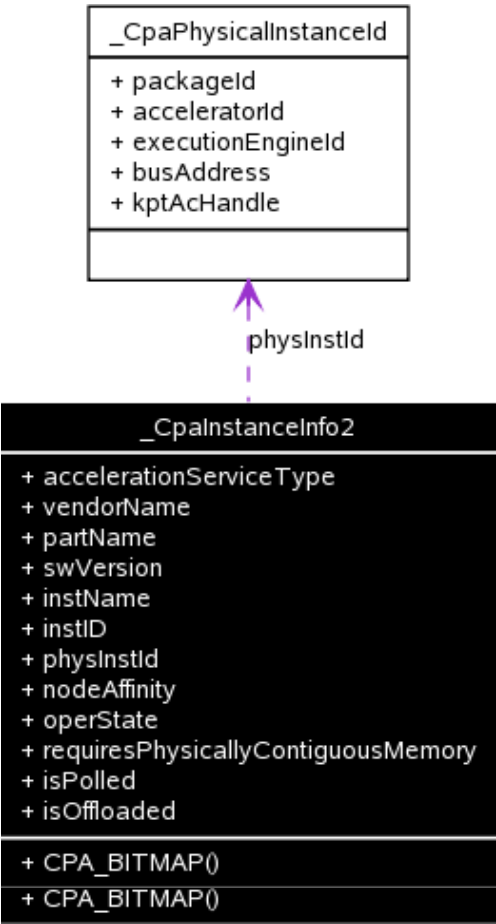 _CpaPhysicalInstanceId
+ packageId
+ acceleratorId
+ executionEngineId
+ busAddress
+ kptAcHandle
physInstId
_CpaInstanceInfo2
+ accelerationServiceType
+ vendorName
+ partName
+ swVersion
+ instName
+ instID
+ physInstId
+ nodeAffinity
+ operState
+ requiresPhysicallyContiguousMemory
+ isPolled
+ isOffloaded
+ CPA_BITMAP()
+ CPA_BITMAP()